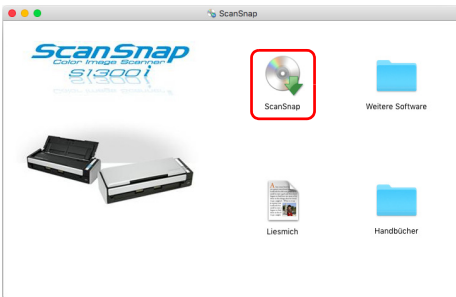 ScanSnap
ScanSnap
Color Image Scanner
S1300i
ScanSnap
Weitere Software
Liesmich
Handbücher